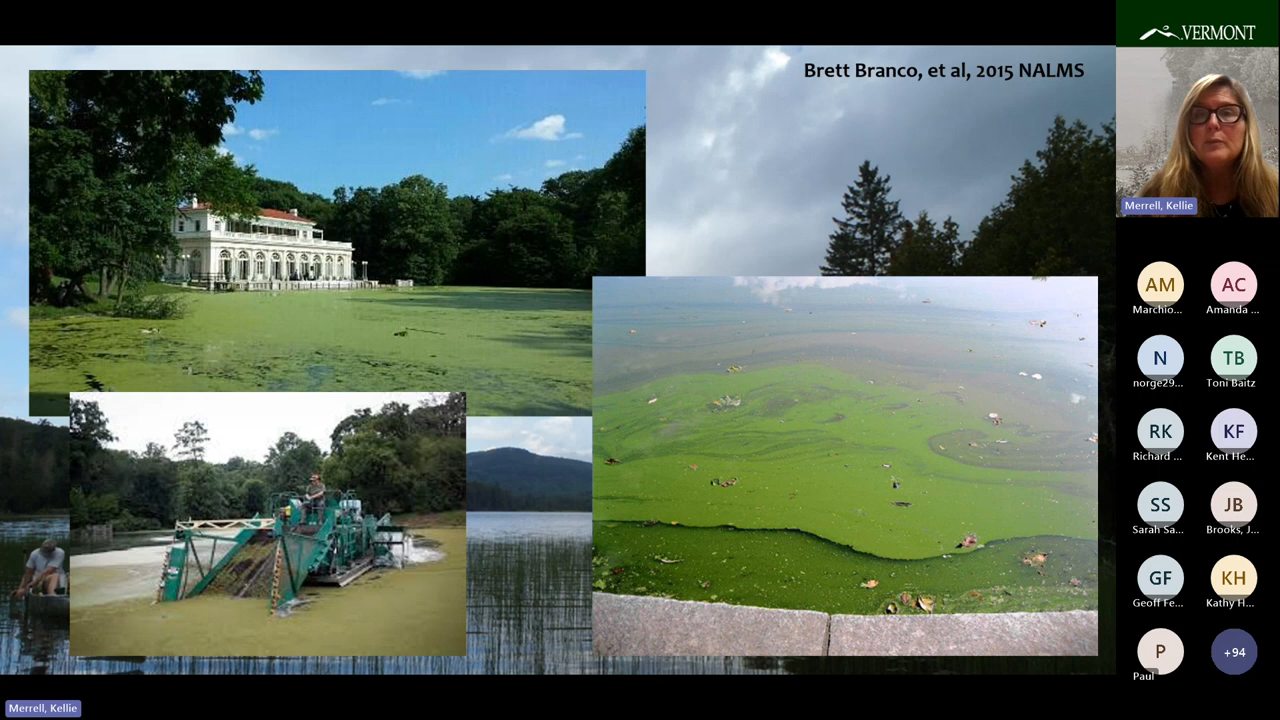 VERMONT
Brett Branco, et al, 2015 NALMS
Merrell, Kellie
AM
AC
Marchio...
Amanda ...
N
TB
norge29...
Toni Baitz
RK
KF
Richard ...
Kent He...
SS
JB
Sarah Sa...
Brooks, J...
GF
KH
Geoff Fe...
Kathy H...
P
+94
Paul
Merrell, Kellie